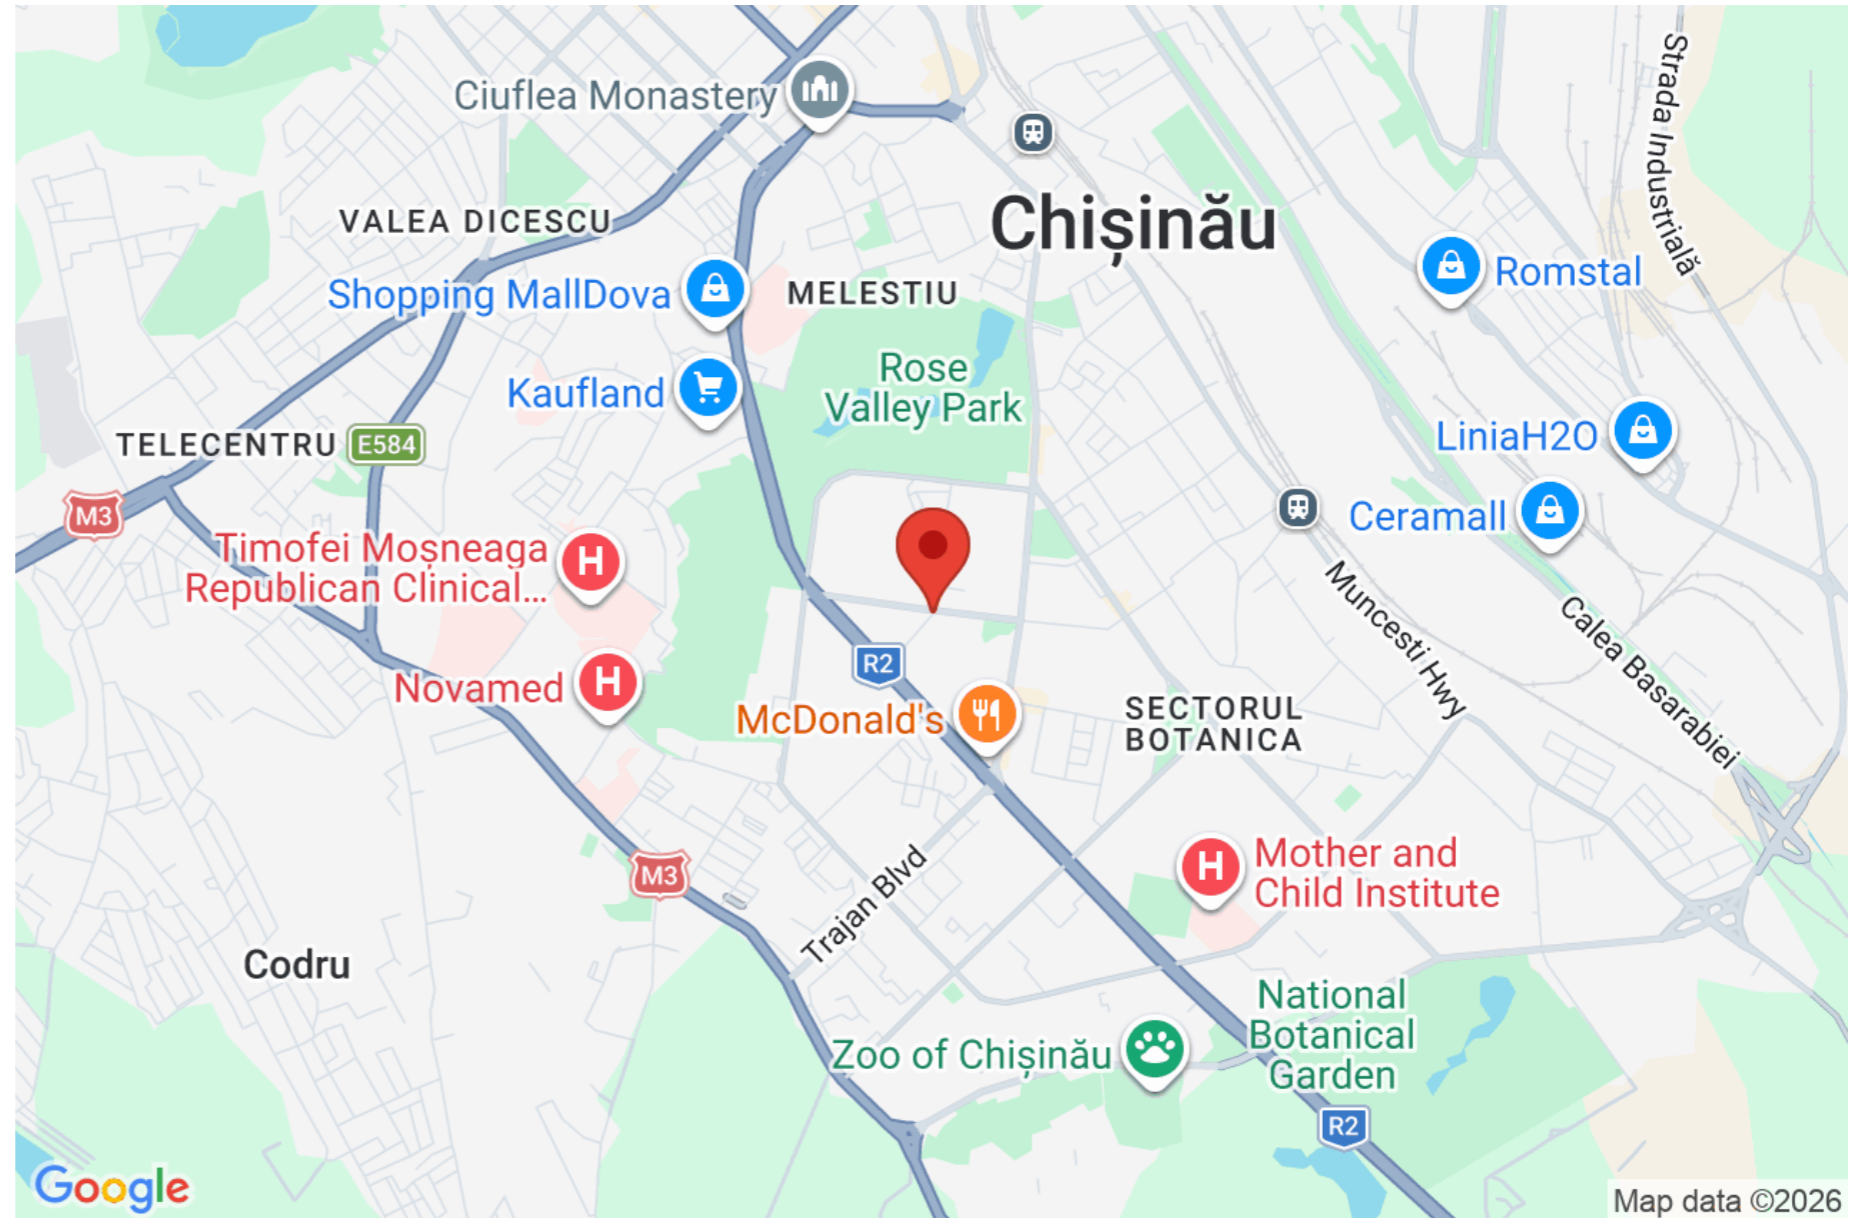 Ciuflea Monastery
Strada Industrială
Chișinău
VALEA DICESCU
Romstal
Shopping MallDova
MELESTIU
Rose
Valley Park
Kaufland
TELECENTRU
E584
LiniaH2O
M3
Ceramall
Timofei Moșneaga
Republican Clinical...
Muncesti Hwy
Calea Basarabiei
R2
Novamed
McDonald's
SECTORUL
BOTANICA
M3
Trajan Blvd
Mother and
Child Institute
Codru
National
Botanical
Garden
Zoo of Chișinău
R2
Google
Map data ©2026